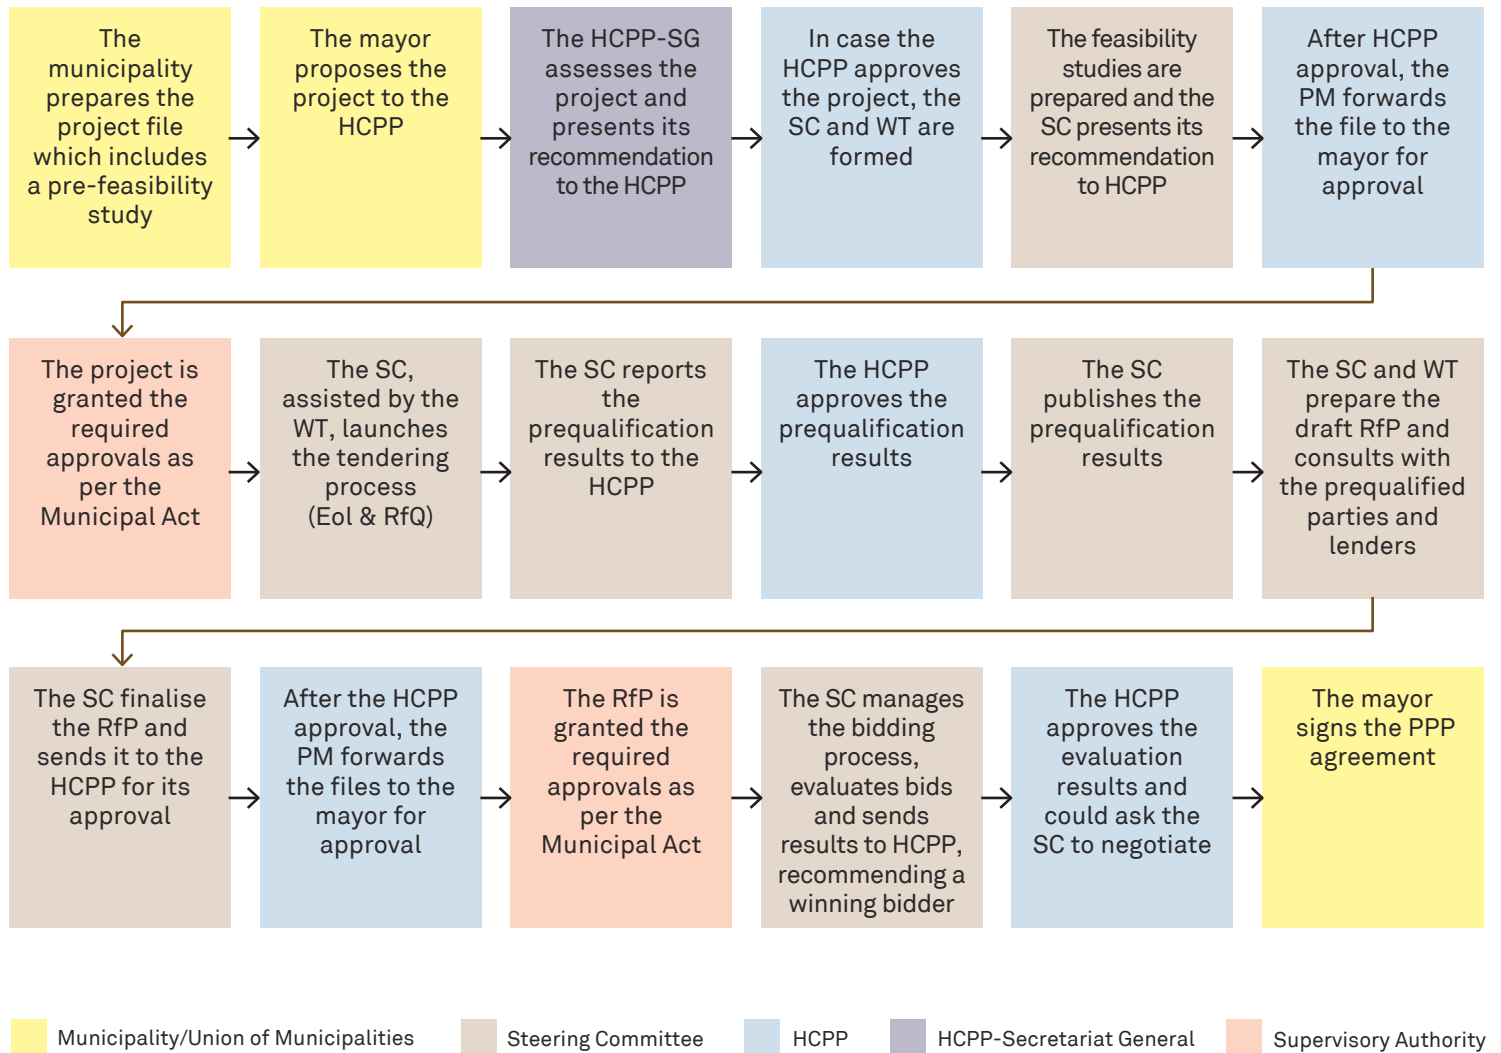 The
municipality
prepares the
project file
which includes
a pre-feasibility
study
The mayor
proposes the
project to the
HCPP
The HCPP-SG
assesses the
project and
presents its
recommendation
to the HCPP
In case the
HCPP approves
the project, the
SC and WT are
formed
The feasibility
studies are
prepared and the
SC presents its
recommendation
to HCPP
After HCPP
approval, the
PM forwards
the file to the
mayor for
approval
The project is
granted the
required
approvals as
per the
Municipal Act
The SC,
assisted by the
WT, launches
the tendering
process
(EoI & RfQ)
The SC reports
the
prequalification
results to the
HCPP
The HCPP
approves the
prequalification
results
The SC
publishes the
prequalification
results
The SC and WT
prepare the
draft RfP and
consults with
the prequalified
parties and
lenders
The SC finalise
the RfP and
sends it to the
HCPP for its
approval
After the HCPP
approval, the
PM forwards
the files to the
mayor for
approval
The RfP is
granted the
required
approvals as
per the
Municipal Act
The SC manages
the bidding
process,
evaluates bids
and sends
results to HCPP,
recommending a
winning bidder
The HCPP
approves the
evaluation
results and
could ask the
SC to negotiate
The mayor
signs the PPP
agreement
Municipality/Union of Municipalities
Steering Committee
HCPP
HCPP-Secretariat General
Supervisory Authority